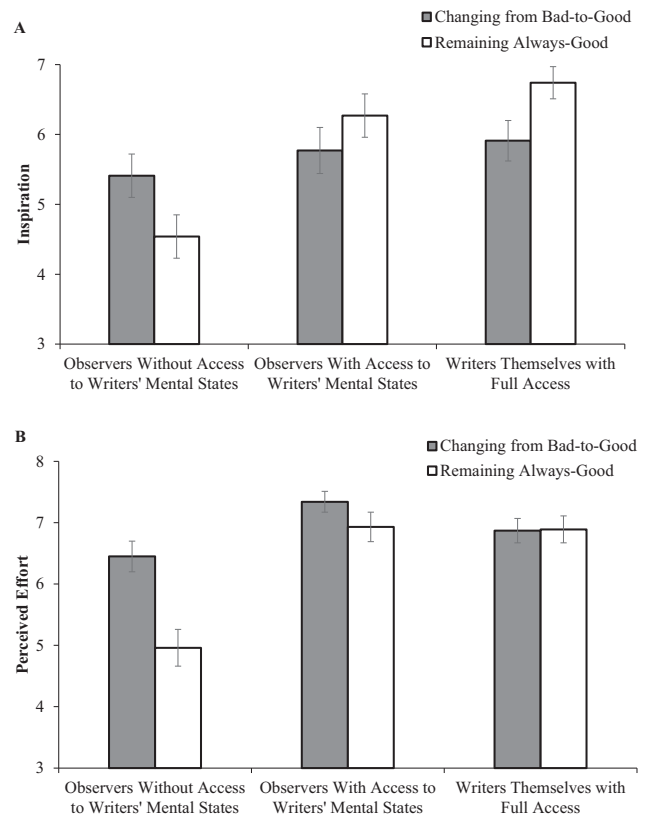 A
Changing from Bad-to-Good
Remaining Always-Good
7
6
5
4
3
Inspiration
Observers Without Access
to Writers' Mental States
Observers With Access to
Writers' Mental States
Writers Themselves with
Full Access
B
Changing from Bad-to-Good
Remaining Always-Good
8
7
6
5
4
3
Perceived Effort
Observers Without Access
to Writers' Mental States
Observers With Access to
Writers' Mental States
Writers Themselves with
Full Access